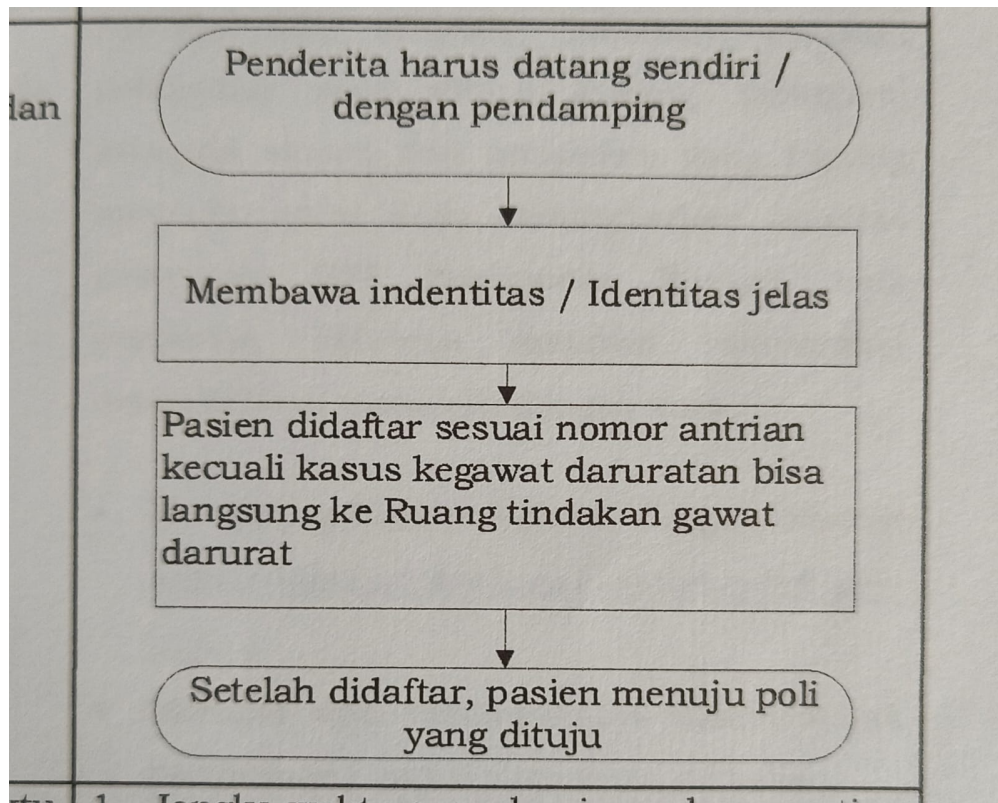 dan
Penderita harus datang sendiri /
dengan pendamping
Membawa indentitas / Identitas jelas
Pasien didaftar sesuai nomor antrian
kecuali kasus kegawat daruratan bisa
langsung ke Ruang tindakan gawat
darurat
Setelah didaftar, pasien menuju poli
yang dituju